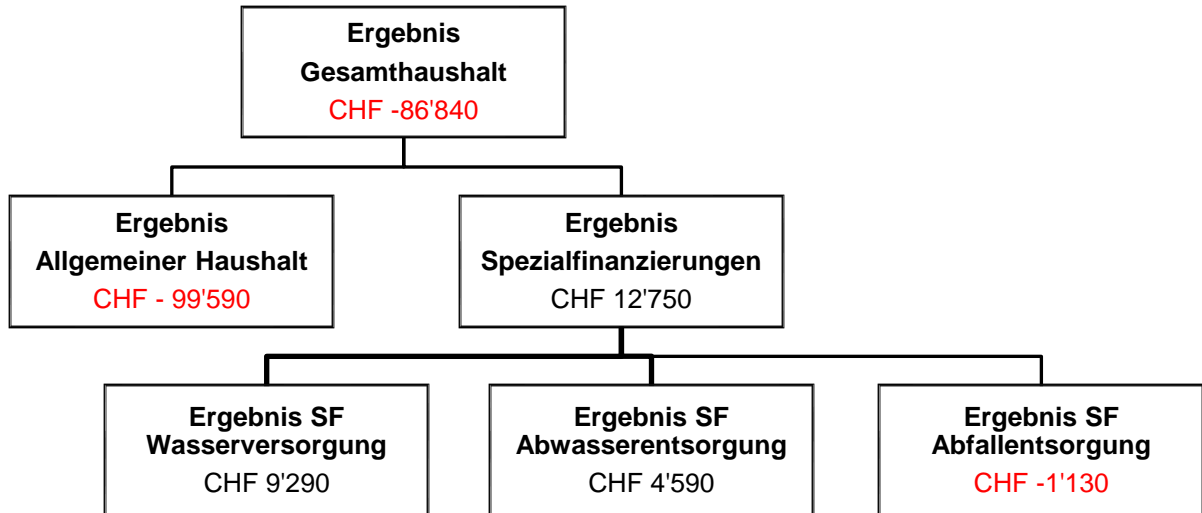 Ergebnis
Gesamthaushalt
CHF -86'840
Ergebnis
Allgemeiner Haushalt
CHF - 99'590
Ergebnis
Spezialfinanzierungen
CHF 12'750
Ergebnis SF
Wasserversorgung
CHF 9'290
Ergebnis SF
Abwasserentsorgung
CHF 4'590
Ergebnis SF
Abfallentsorgung
CHF -1'130